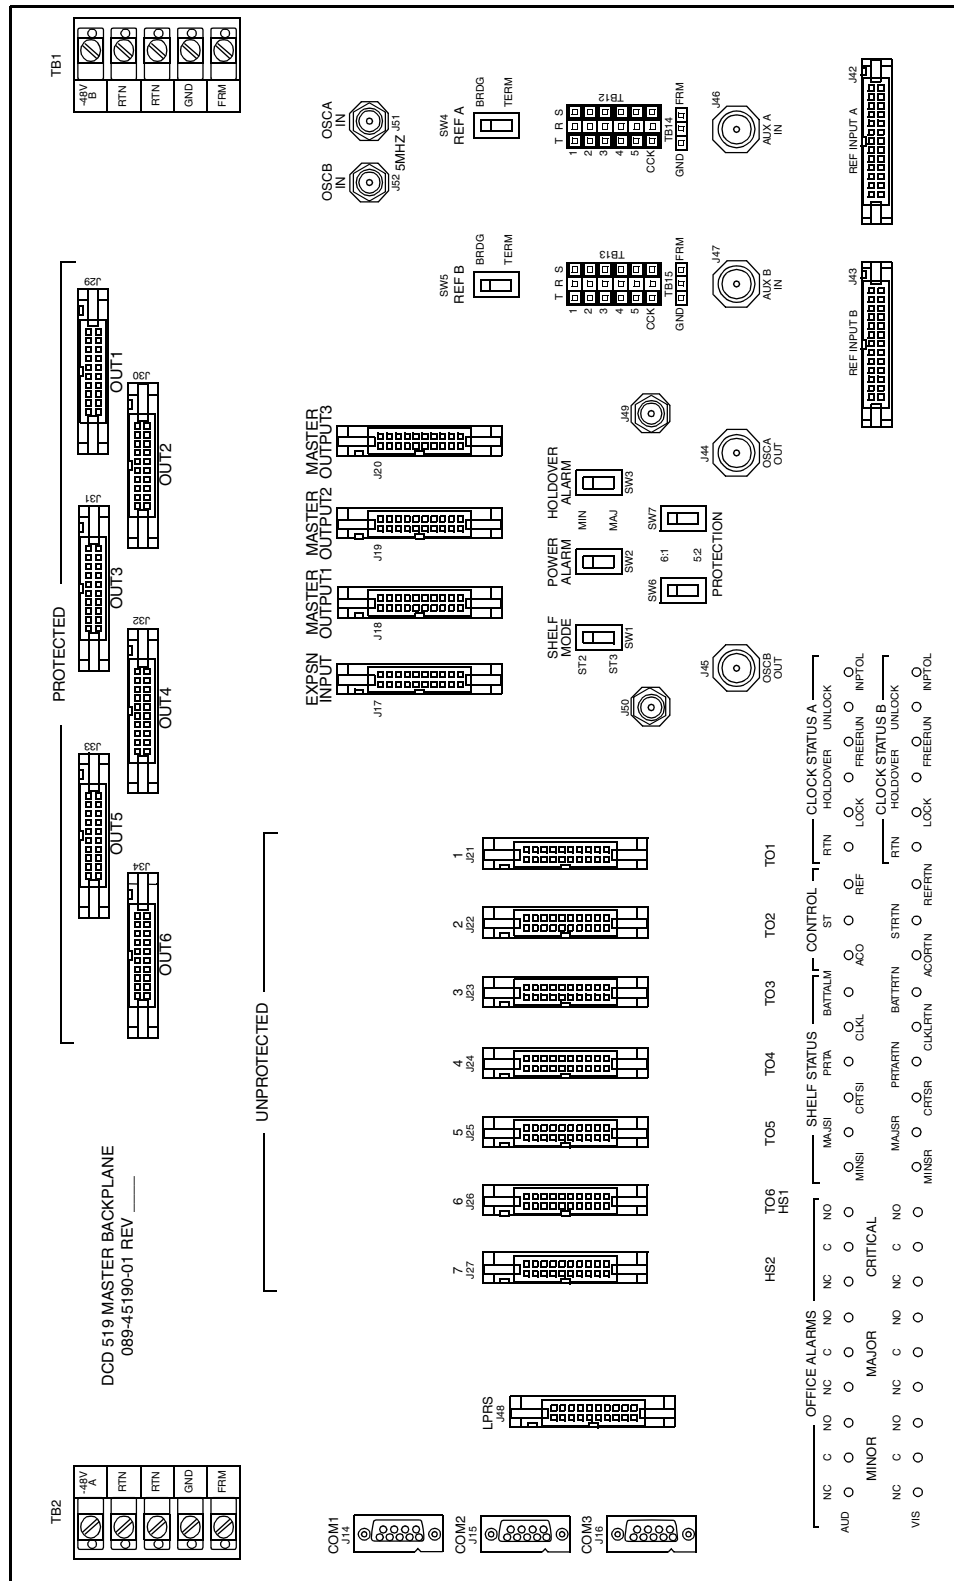 TB1
-48V
B
RTN
RTN
GND
FRM
OSCA
IN
J51
OSCB
IN
J52
5MHZ
SW4
REF A
BRDG
TERM
T R S
1
2
3
4
5
CCK
TB12
TB14
GND
FRM
J46
AUX A
IN
REF INPUT A
J42
SW5
REF B
BRDG
TERM
T R S
1
2
3
4
5
CCK
TB13
TB15
GND
FRM
J47
AUX B
IN
REF INPUT B
J43
PROTECTED
J29
OUT1
J30
OUT2
J31
OUT3
J32
OUT4
J33
OUT5
J34
OUT6
MASTER
OUTPUT3
J20
MASTER
OUTPUT2
J19
MASTER
OUTPUT1
J18
EXPSN
INPUT
J17
J49
HOLDOVER
ALARM
MIN
MAJ
SW3
POWER
ALARM
SW2
SHELF
MODE
ST2
ST3
SW1
J50
SW7
6:1
5:2
SW6
PROTECTION
J44
OSCA
OUT
J45
OSCB
OUT
UNPROTECTED
1
J21
TO1
2
J22
TO2
3
J23
TO3
4
J24
TO4
5
J25
TO5
6
J26
TO6
HS1
7
J27
HS2
DCD 519 MASTER BACKPLANE
089-45190-01 REV ____
LPRS
J48
TB2
-48V
A
RTN
RTN
GND
FRM
COM1
J14
COM2
J15
COM3
J16
OFFICE ALARMS
SHELF STATUS
CONTROL
CLOCK STATUS A
NC C NO NC C NO NC C NO
MAJSI PRTA BATTALM ST RTN HOLDOVER UNLOCK
AUD
MINSI CRTSI CLKL ACO REF LOCK FREERUN INPTOL
MINOR MAJOR CRITICAL
CLOCK STATUS B
NC C NO NC C NO NC C NO
MAJSR PRTARTN BATTRTN STRTN RTN HOLDOVER UNLOCK
VIS
MINSR CRTSR CLKLRTN ACORTN REFRTN LOCK FREERUN INPTOL